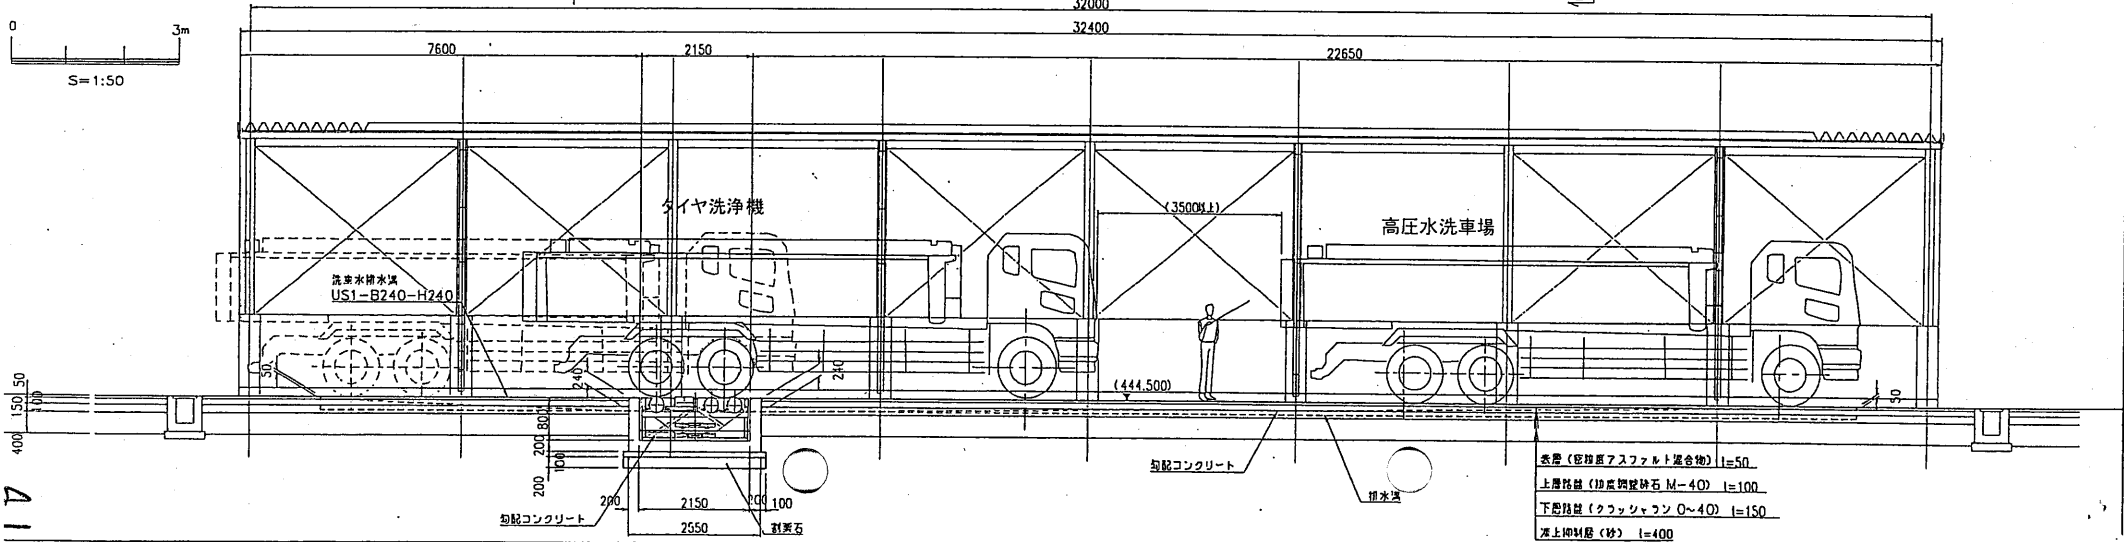 32000
0
3m
S=1:50
32400
7600
2150
22650
タイヤ洗浄機
(3500以上)
高圧水洗車場
洗車水排水溝
US1-B240-H240
50
240
240
(444.500)
50
50
150
100
400
800
200
100
200
勾配コンクリート
排水溝
表層(密粒度アスファルト混合物) t=50
上層路盤(粒度調整砕石 M-40) t=100
下層路盤(クラッシャラン 0~40) t=150
凍上抑制層(砂) t=400
200
2150
200
100
勾配コンクリート
2550
割栗石